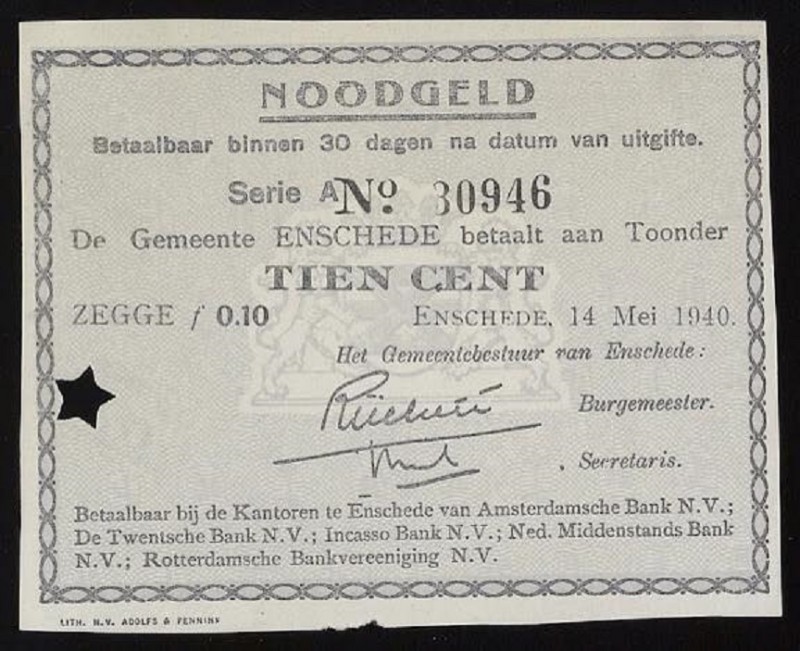 NOODGELD
Betaalbaar binnen 30 dagen na datum van uitgifte.
Serie A No. 30946
De Gemeente ENSCHEDE betaalt aan Toonder
TIEN CENT
ZEGGE f 0.10 ENSCHEDE, 14 Mei 1940.
Het Gemeentebestuur van Enschede:
Burgemeester.
, Secretaris.
Betaalbaar bij de Kantoren te Enschede van Amsterdamsche Bank N.V.;
De Twentsche Bank N.V.; Incasso Bank N.V.; Ned. Middenstands Bank
N.V.; Rotterdamsche Bankvereeniging N.V.
LITH. N.V. ADOLFS & FENNINK